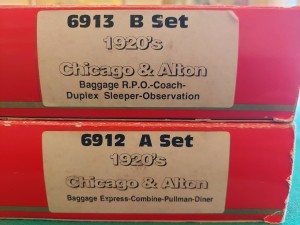 6913 B Set
1920's
Chicago & Alton
Baggage R.P.O.-Coach-
Duplex Sleeper-Observation
6912 A Set
1920's
Chicago & Alton
Baggage Express-Combine-Pullman-Diner